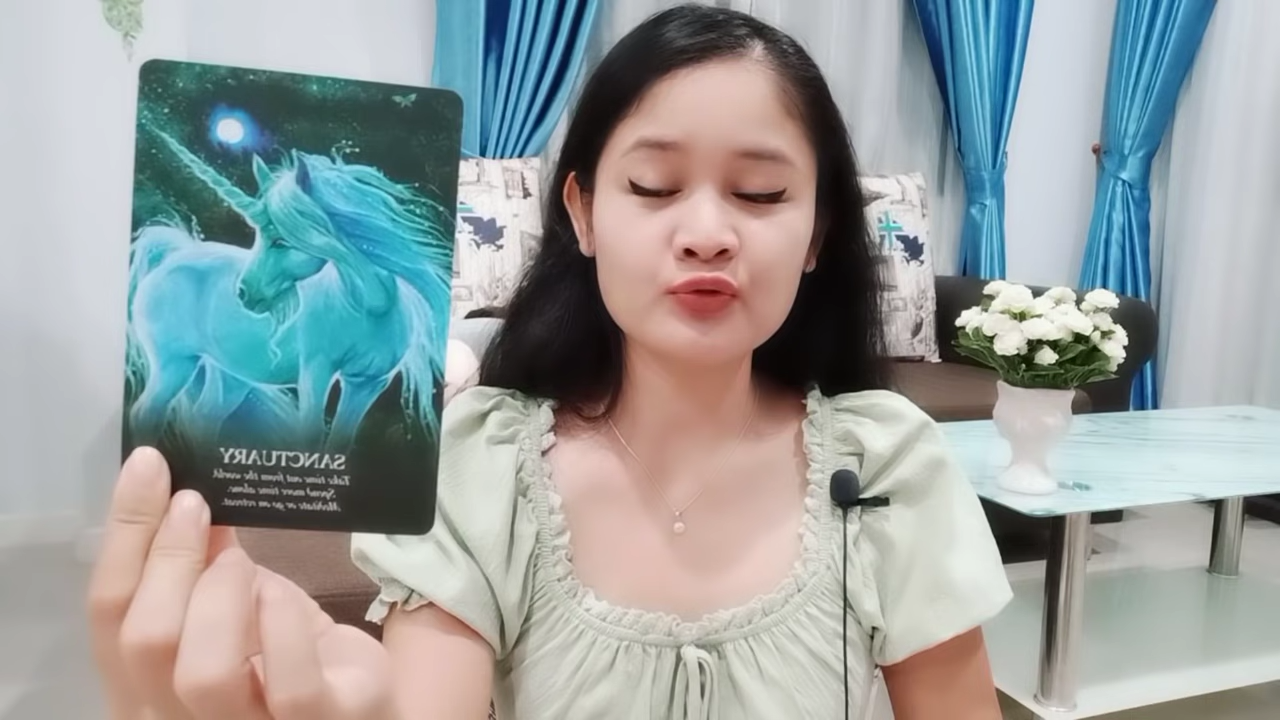 SANCTUARY
Take time out from the world.
Spend more time alone.
Meditate or go on retreat.